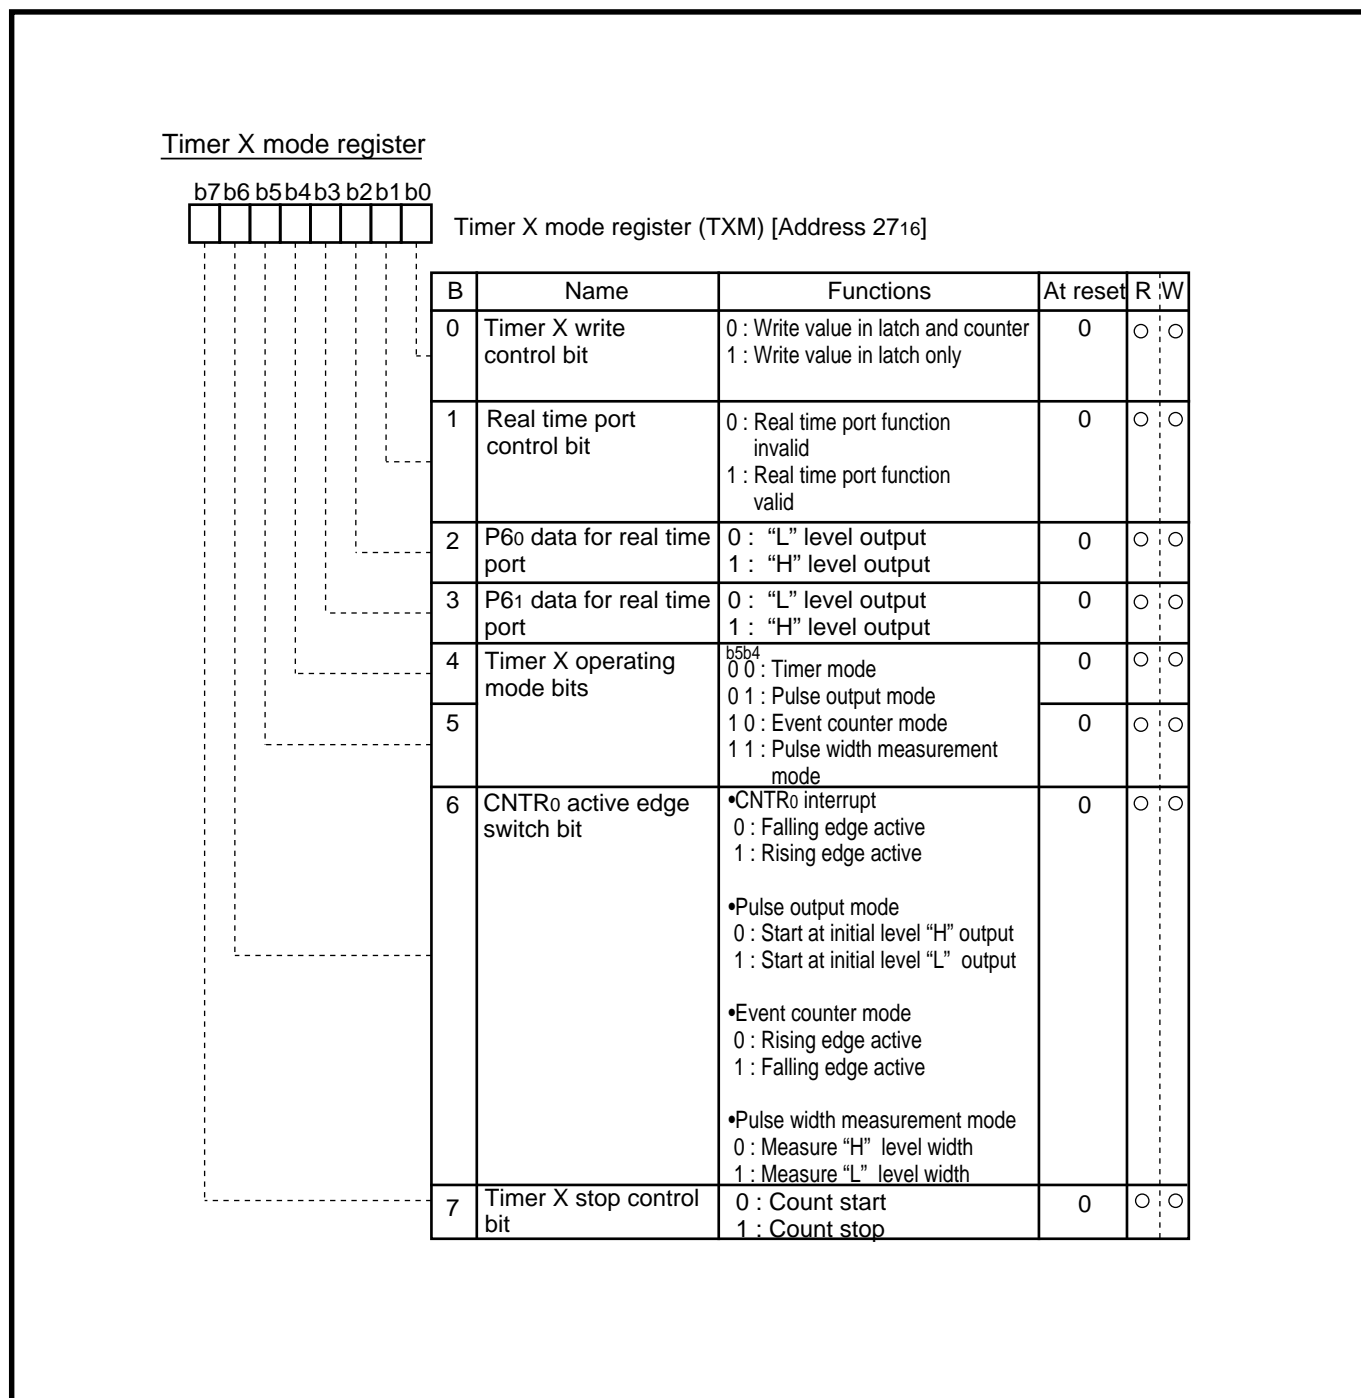 Timer X mode register
b7 b6 b5 b4 b3 b2 b1 b0
Timer X mode register (TXM) [Address 2716]
B Name Functions At reset R W
0 Timer X write control bit 0 : Write value in latch and counter 0 ○ ○
1 : Write value in latch only
1 Real time port control bit 0 : Real time port function 0 ○ ○
invalid
1 : Real time port function
valid
2 P60 data for real time port 0 : “L” level output 0 ○ ○
1 : “H” level output
3 P61 data for real time port 0 : “L” level output 0 ○ ○
1 : “H” level output
4 Timer X operating mode bits b5b4 0 ○ ○
0 0 : Timer mode
0 1 : Pulse output mode
5 1 0 : Event counter mode 0 ○ ○
1 1 : Pulse width measurement
mode
6 CNTR0 active edge switch bit •CNTR0 interrupt 0 ○ ○
0 : Falling edge active
1 : Rising edge active
•Pulse output mode
0 : Start at initial level “H” output
1 : Start at initial level “L” output
•Event counter mode
0 : Rising edge active
1 : Falling edge active
•Pulse width measurement mode
0 : Measure “H” level width
1 : Measure “L” level width
7 Timer X stop control bit 0 : Count start 0 ○ ○
1 : Count stop